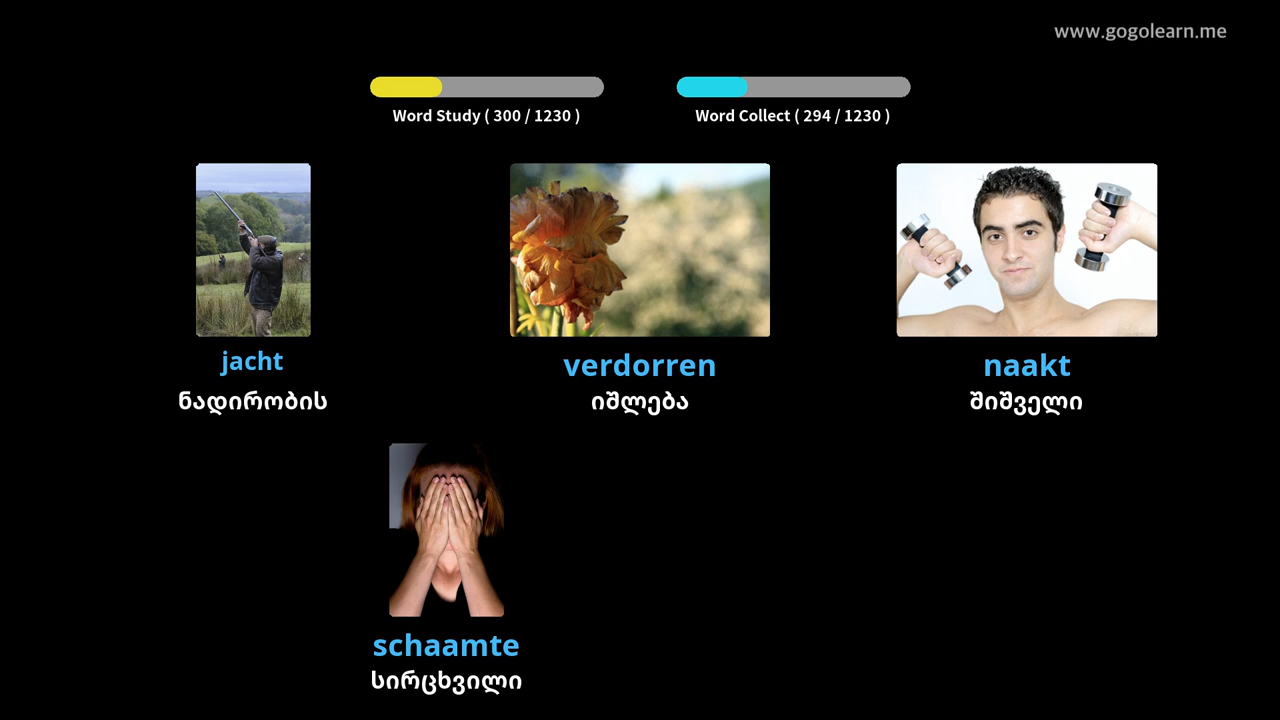 www.gogolearn.me
Word Study ( 300 / 1230 )
Word Collect ( 294 / 1230 )
jacht
ნადირობის
verdorren
იშლება
naakt
შიშველი
schaamte
სირცხვილი